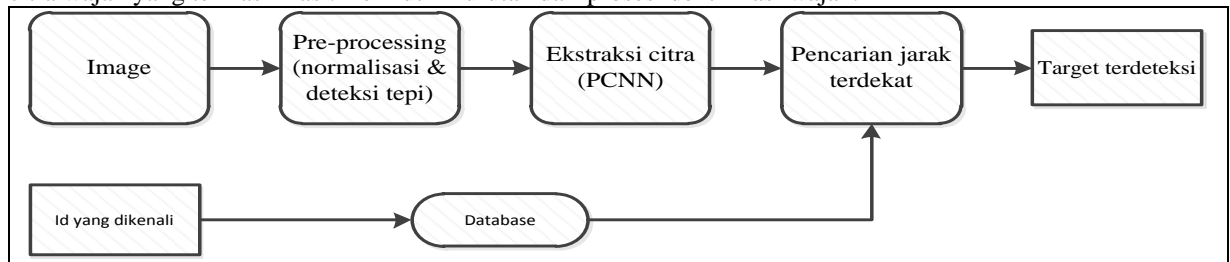 Image
Pre-processing
(normalisasi &
deteksi tepi)
Ekstraksi citra
(PCNN)
Pencarian jarak
terdekat
Target terdeteksi
Id yang dikenali
Database